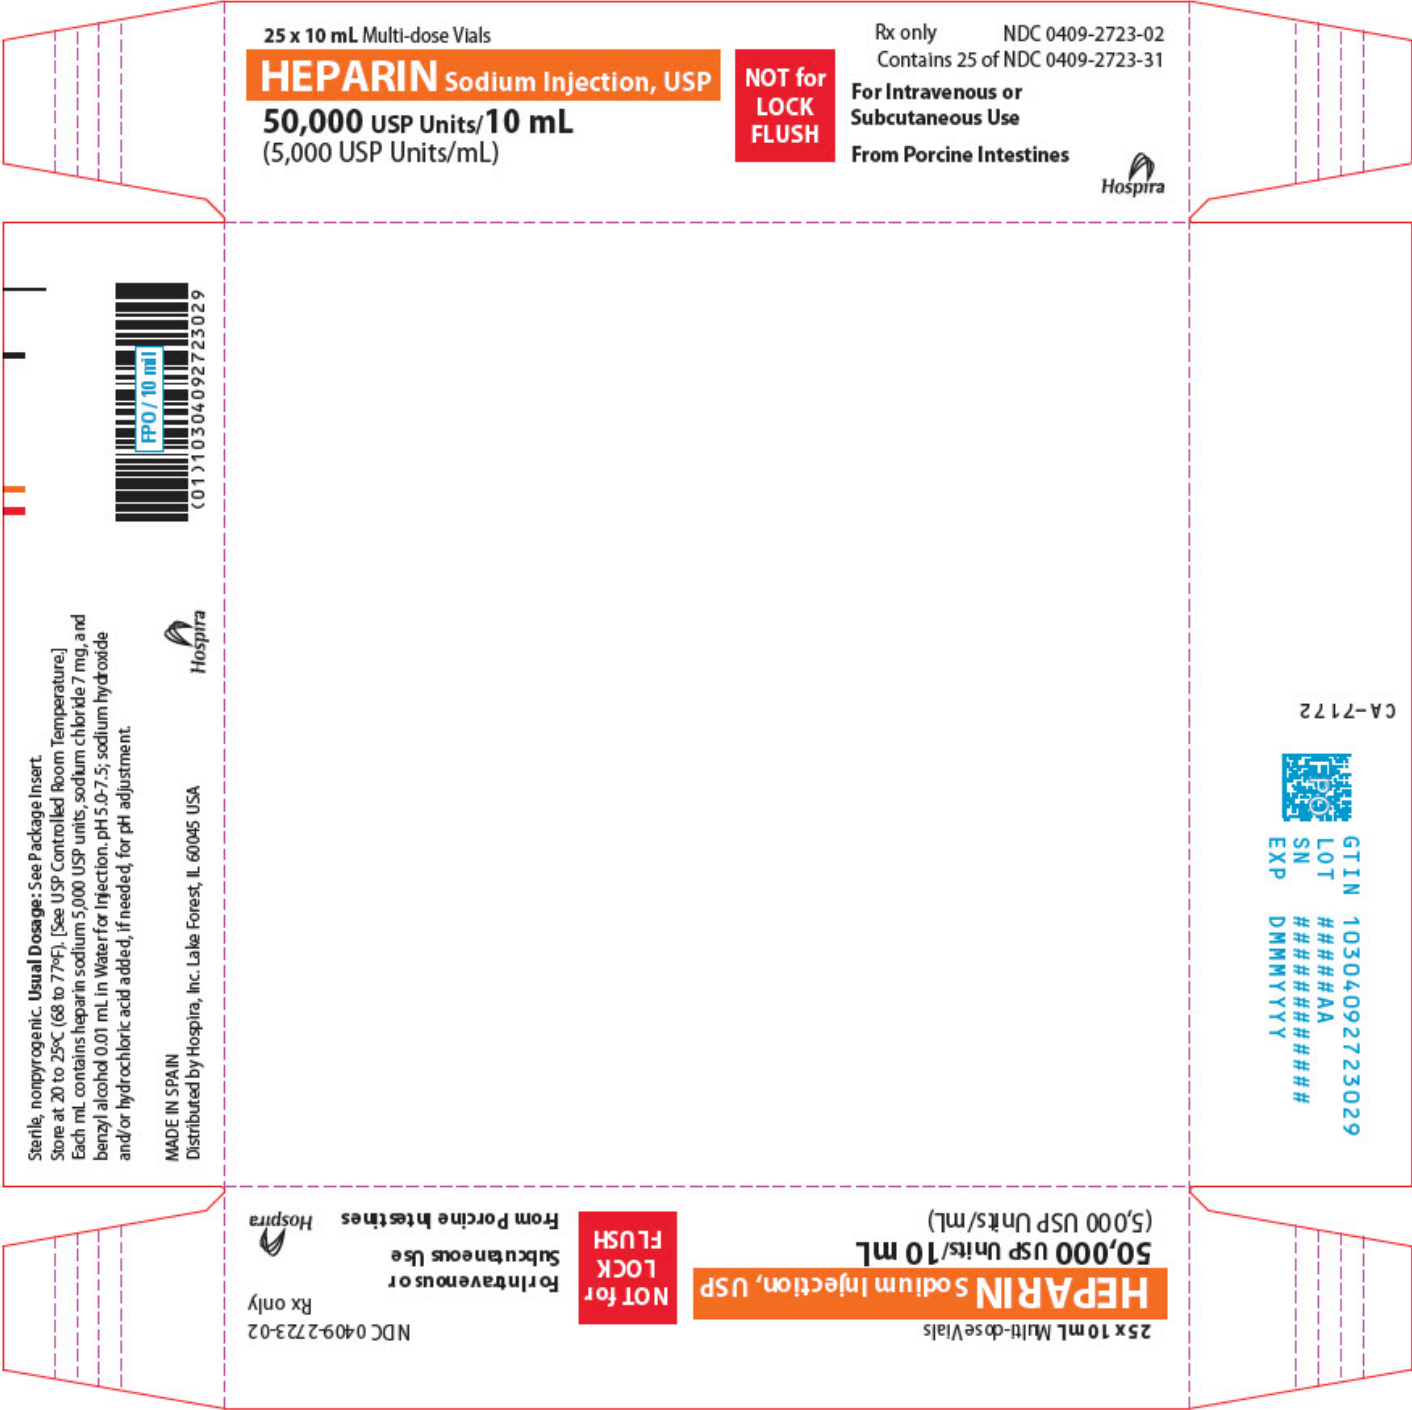 25 x 10 mL Multi-dose Vials
HEPARIN Sodium Injection, USP
50,000 USP Units/10 mL
(5,000 USP Units/mL)
NOT for
LOCK
FLUSH
Rx only NDC 0409-2723-02
Contains 25 of NDC 0409-2723-31
For Intravenous or
Subcutaneous Use
From Porcine Intestines
Hospira
FPO / 10 mil
(01)10304092723029
Hospira
Sterile, nonpyrogenic. Usual Dosage: See Package Insert.
Store at 20 to 25ºC (68 to 77ºF). [See USP Controlled Room Temperature.]
Each mL contains heparin sodium 5,000 USP units, sodium chloride 7 mg, and
benzyl alcohol 0.01 mL in Water for Injection. pH 5.0-7.5; sodium hydroxide
and/or hydrochloric acid added, if needed, for pH adjustment.
MADE IN SPAIN
Distributed by Hospira, Inc. Lake Forest, IL 60045 USA
CA-7172
FPO
GTIN 10304092723029
LOT #####AA
SN ############
EXP DMMMYYYY
25 x 10 mL Multi-dose Vials
HEPARIN Sodium Injection, USP
50,000 USP Units/10 mL
(5,000 USP Units/mL)
NOT for
LOCK
FLUSH
NDC 0409-2723-02
Rx only
For Intravenous or
Subcutaneous Use
From Porcine Intestines
Hospira